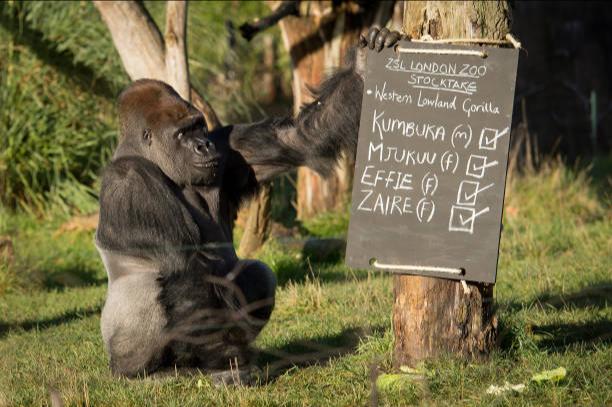 ZSL LONDON ZOO
STOCKTAKE
• Western Lowland Gorilla
KUMBUKA (m) ☑
MJUKUU (f) ☑
EFFIE (f) ☑
ZAIRE (f) ☑